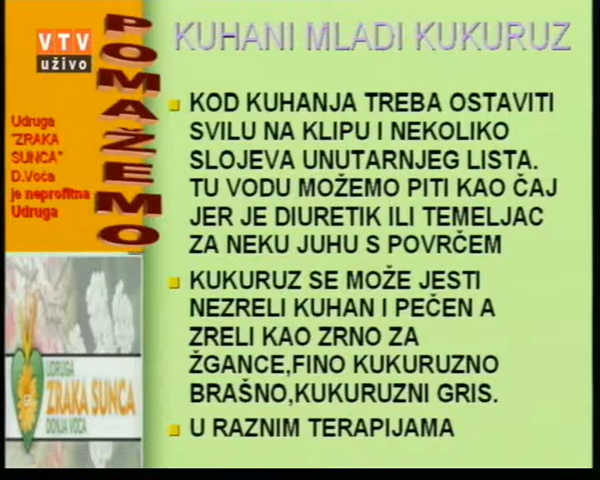 VTV
uživo
POMAŽEMO
Udruga
"ZRAKA
SUNCA"
D.Voća
je neprofitna
Udruga
KUHANI MLADI KUKURUZ
KOD KUHANJA TREBA OSTAVITI
SVILU NA KLIPU I NEKOLIKO
SLOJEVA UNUTARNJEG LISTA.
TU VODU MOŽEMO PITI KAO ČAJ
JER JE DIURETIK ILI TEMELJAC
ZA NEKU JUHU S POVRČEM
KUKURUZ SE MOŽE JESTI
NEZRELI KUHAN I PEČEN A
ZRELI KAO ZRNO ZA
ŽGANCE,FINO KUKURUZNO
BRAŠNO,KUKURUZNI GRIS.
U RAZNIM TERAPIJAMA
UDRUGA
ZRAKA SUNCA
DONJA VOĆA